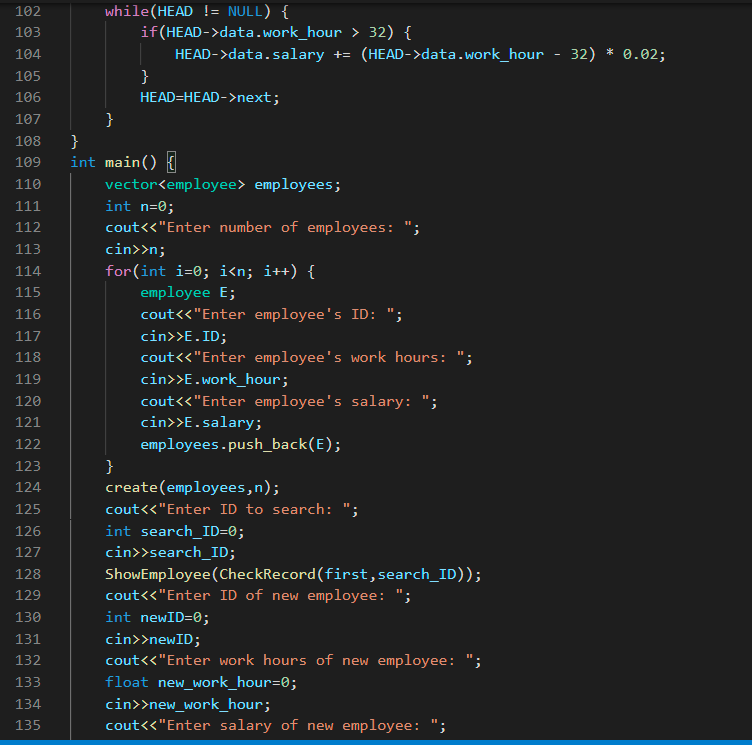 102 while(HEAD != NULL) {
103 if(HEAD->data.work_hour > 32) {
104 HEAD->data.salary += (HEAD->data.work_hour - 32) * 0.02;
105 }
106 HEAD=HEAD->next;
107 }
108 }
109 int main() {
110 vector<employee> employees;
111 int n=0;
112 cout<<"Enter number of employees: ";
113 cin>>n;
114 for(int i=0; i<n; i++) {
115 employee E;
116 cout<<"Enter employee's ID: ";
117 cin>>E.ID;
118 cout<<"Enter employee's work hours: ";
119 cin>>E.work_hour;
120 cout<<"Enter employee's salary: ";
121 cin>>E.salary;
122 employees.push_back(E);
123 }
124 create(employees,n);
125 cout<<"Enter ID to search: ";
126 int search_ID=0;
127 cin>>search_ID;
128 ShowEmployee(CheckRecord(first,search_ID));
129 cout<<"Enter ID of new employee: ";
130 int newID=0;
131 cin>>newID;
132 cout<<"Enter work hours of new employee: ";
133 float new_work_hour=0;
134 cin>>new_work_hour;
135 cout<<"Enter salary of new employee: ";